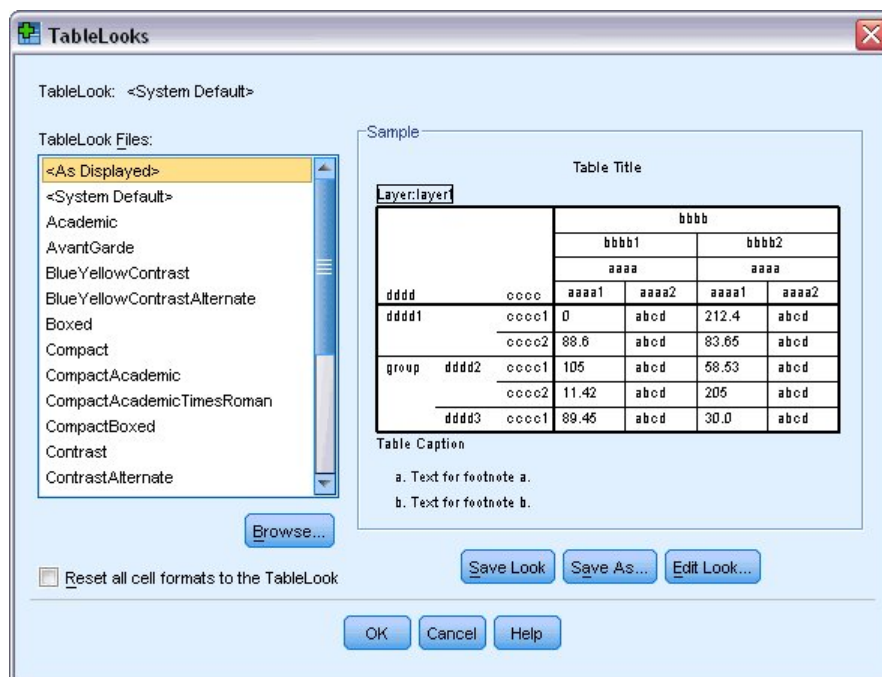 TableLooks
TableLook: <System Default>
TableLook Files:
<As Displayed>
<System Default>
Academic
AvantGarde
BlueYellowContrast
BlueYellowContrastAlternate
Boxed
Compact
CompactAcademic
CompactAcademicTimesRoman
CompactBoxed
Contrast
ContrastAlternate
Browse...
Reset all cell formats to the TableLook
Sample
Table Title
Layer:layer1
bbbb
bbbb1 bbbb2
aaaa aaaa
dddd cccc aaaa1 aaaa2 aaaa1 aaaa2
dddd1 cccc1 0 abcd 212.4 abcd
cccc2 88.6 abcd 83.65 abcd
group dddd2 cccc1 105 abcd 58.53 abcd
cccc2 11.42 abcd 205 abcd
dddd3 cccc1 89.45 abcd 30.0 abcd
Table Caption
a. Text for footnote a.
b. Text for footnote b.
Save Look Save As... Edit Look...
OK Cancel Help